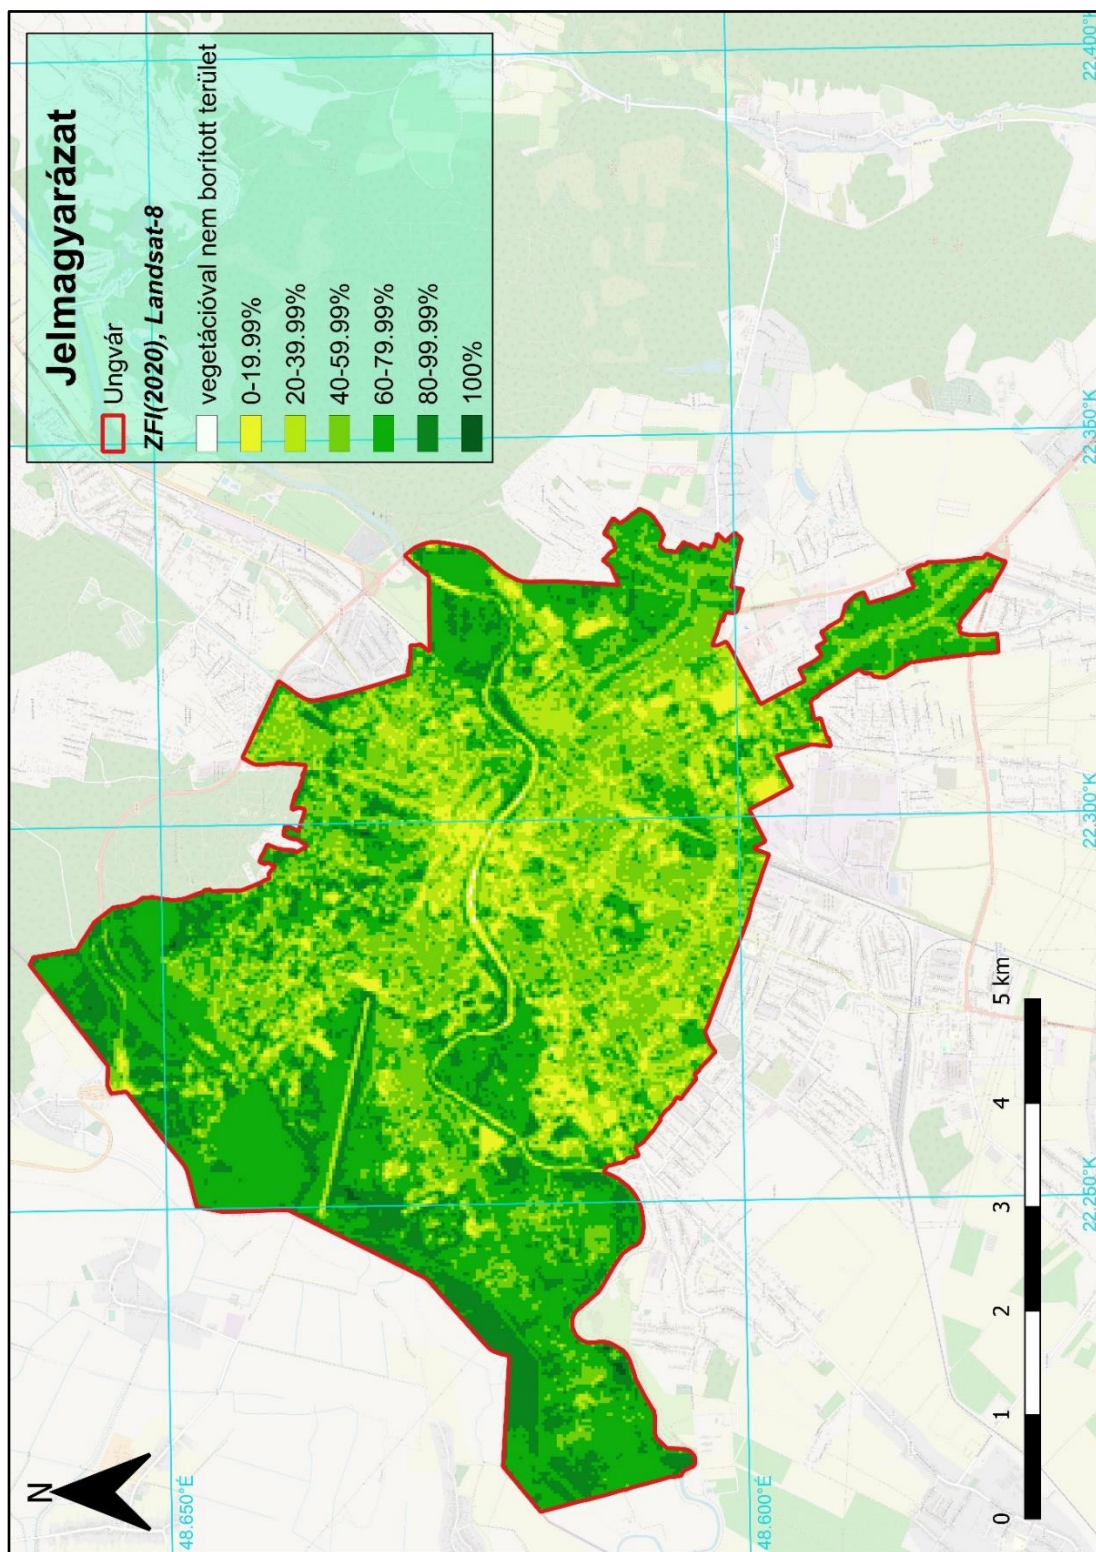 Jelmagyarázat
Ungvár
ZFI(2020), Landsat-8
vegetációval nem borított terület
0-19.99%
20-39.99%
40-59.99%
60-79.99%
80-99.99%
100%
N
48.650°É
48.600°É
22.250°K
22.300°K
22.350°K
22.400°K
0 1 2 3 4 5 km